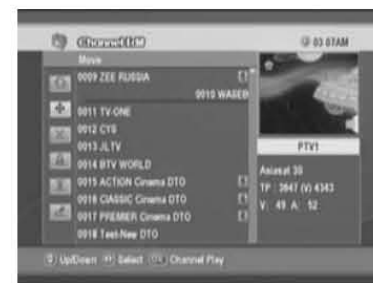 Channel Edit
03:07AM
Move
0009 ZEE RUSSIA
0010 WASEB
0011 TV-ONE
0012 CYS
0013 JLTV
0014 BTV WORLD
0015 ACTION Cinema DTO
0016 ClASSIC Cinema DTO
0017 PREMIER Cinema DTO
0018 Test-New DTO
PTV1
Asiasat 3S
TP : 3847 (V) 4343
V: 49 A: 52
Up/Down Select OK Channel Play